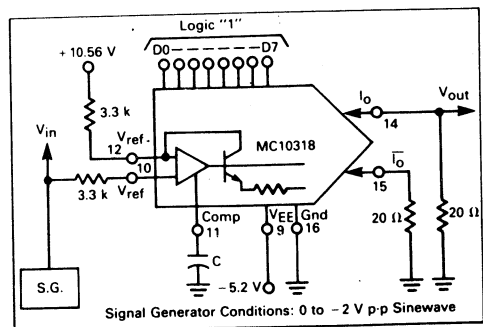 Logic "1"
D0 D7
+ 10.56 V
3.3 k
Vin
Vref-
12
10
Vref
3.3 k
MC10318
Io
14
Vout
Io
15
20 Ω
20 Ω
Comp
11
VEE
9
Gnd
16
C
S.G.
– 5.2 V
Signal Generator Conditions: 0 to – 2 V p-p Sinewave